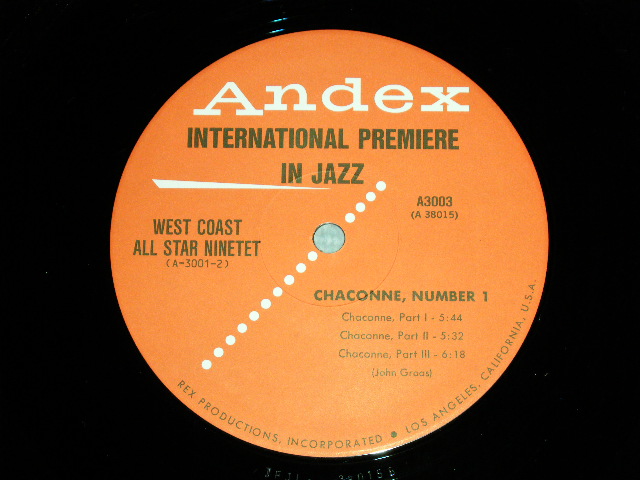 Andex
INTERNATIONAL PREMIERE
IN JAZZ
A3003
(A 38015)
WEST COAST
ALL STAR NINETET
(A-3001-2)
CHACONNE, NUMBER 1
Chaconne, Part I - 5:44
Chaconne, Part II - 5:32
Chaconne, Part III - 6:18
(John Graas)
REX PRODUCTIONS, INCORPORATED ● LOS ANGELES, CALIFORNIA, U.S.A.